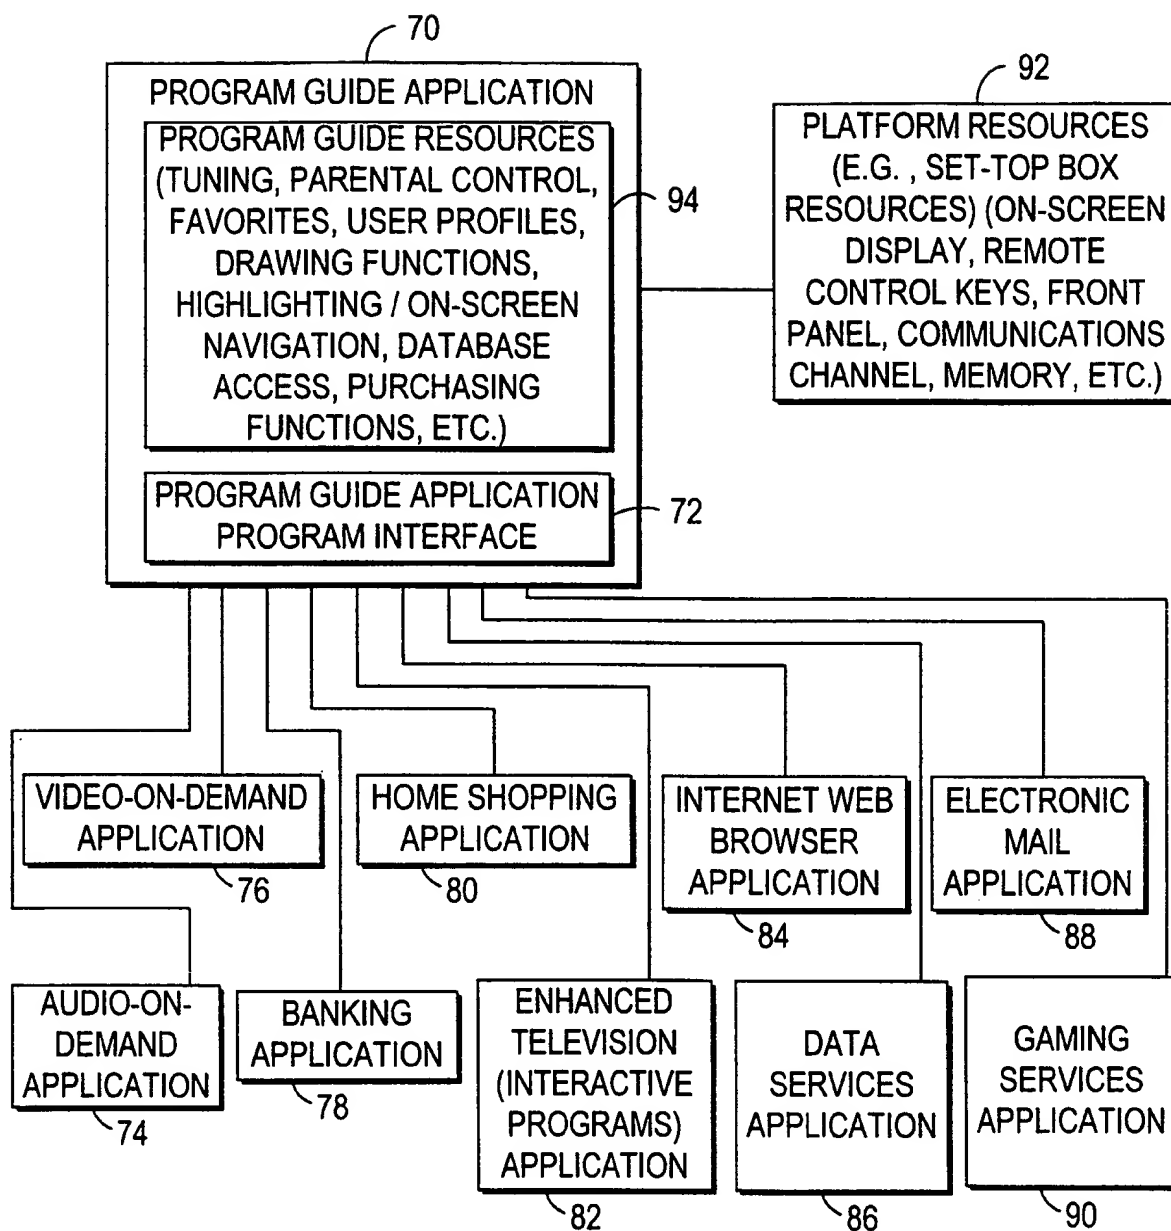 70
PROGRAM GUIDE APPLICATION
PROGRAM GUIDE RESOURCES
(TUNING, PARENTAL CONTROL,
FAVORITES, USER PROFILES,
DRAWING FUNCTIONS,
HIGHLIGHTING / ON-SCREEN
NAVIGATION, DATABASE
ACCESS, PURCHASING
FUNCTIONS, ETC.)
94
PROGRAM GUIDE APPLICATION
PROGRAM INTERFACE
72
92
PLATFORM RESOURCES
(E.G. , SET-TOP BOX
RESOURCES) (ON-SCREEN
DISPLAY, REMOTE
CONTROL KEYS, FRONT
PANEL, COMMUNICATIONS
CHANNEL, MEMORY, ETC.)
VIDEO-ON-DEMAND
APPLICATION
76
HOME SHOPPING
APPLICATION
80
INTERNET WEB
BROWSER
APPLICATION
84
ELECTRONIC
MAIL
APPLICATION
88
AUDIO-ON-
DEMAND
APPLICATION
74
BANKING
APPLICATION
78
ENHANCED
TELEVISION
(INTERACTIVE
PROGRAMS)
APPLICATION
82
DATA
SERVICES
APPLICATION
86
GAMING
SERVICES
APPLICATION
90